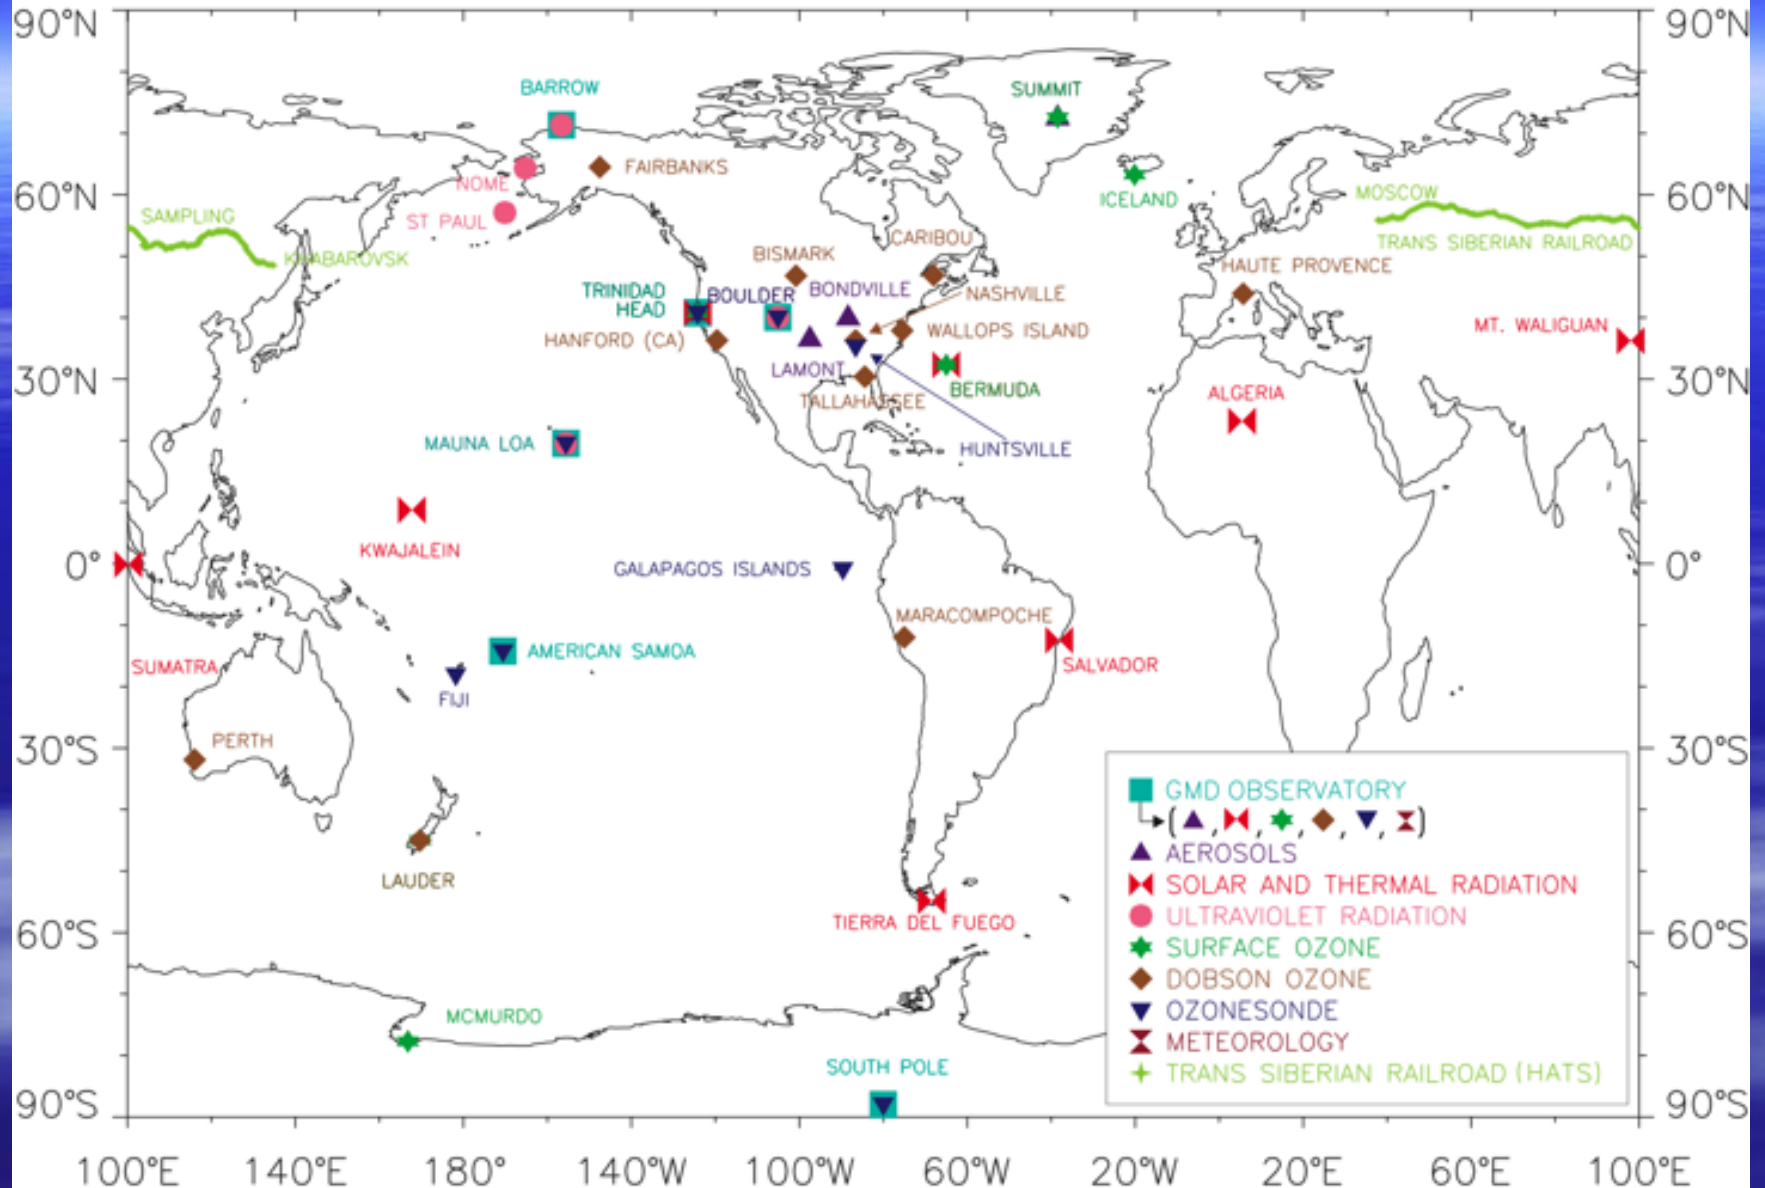 90°N
90°N
BARROW
SUMMIT
FAIRBANKS
NOME
60°N
ICELAND
MOSCOW
60°N
SAMPLING
ST PAUL
CARIBOU
TRANS SIBERIAN RAILROAD
KHABAROVSK
BISMARK
HAUTE PROVENCE
TRINIDAD
HEAD
BOULDER
BONDVILLE
NASHVILLE
HANFORD (CA)
WALLOPS ISLAND
MT. WALIGUAN
30°N
LAMONT
BERMUDA
ALGERIA
30°N
TALLAHASSEE
MAUNA LOA
HUNTSVILLE
KWAJALEIN
0°
GALAPAGOS ISLANDS
0°
MARACOMPOCHE
SUMATRA
AMERICAN SAMOA
SALVADOR
FIJI
30°S
PERTH
30°S
LAUDER
TIERRA DEL FUEGO
60°S
60°S
MCMURDO
SOUTH POLE
90°S
90°S
GMD OBSERVATORY
( , , , , , )
AEROSOLS
SOLAR AND THERMAL RADIATION
ULTRAVIOLET RADIATION
SURFACE OZONE
DOBSON OZONE
OZONESONDE
METEOROLOGY
TRANS SIBERIAN RAILROAD (HATS)
100°E 140°E 180° 140°W 100°W 60°W 20°W 20°E 60°E 100°E